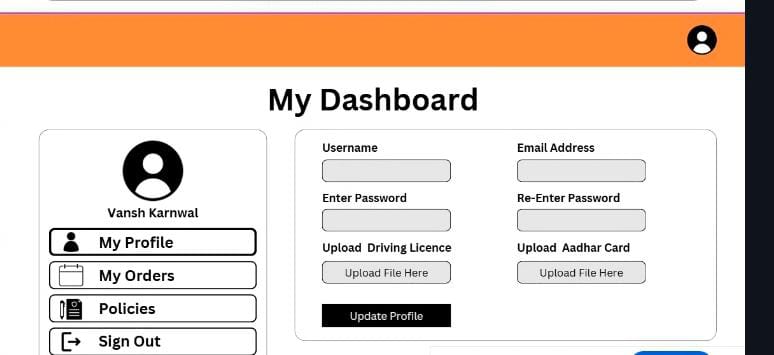 My Dashboard
Vansh Karnwal
My Profile
My Orders
Policies
Sign Out
Username
Email Address
Enter Password
Re-Enter Password
Upload Driving Licence
Upload Aadhar Card
Upload File Here
Upload File Here
Update Profile